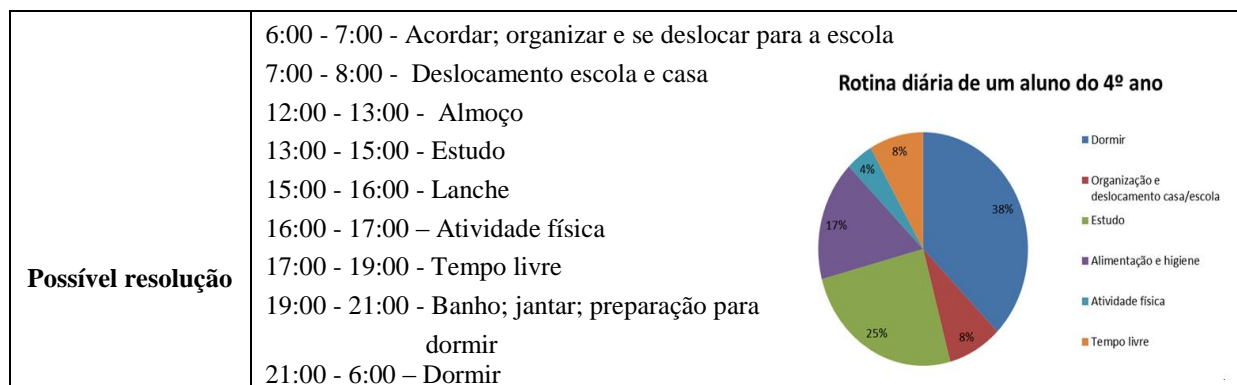 Possível resolução
6:00 - 7:00 - Acordar; organizar e se deslocar para a escola
7:00 - 8:00 - Deslocamento escola e casa
12:00 - 13:00 - Almoço
13:00 - 15:00 - Estudo
15:00 - 16:00 - Lanche
16:00 - 17:00 – Atividade física
17:00 - 19:00 - Tempo livre
19:00 - 21:00 - Banho; jantar; preparação para
dormir
21:00 - 6:00 – Dormir
Rotina diária de um aluno do 4º ano
8%
4%
17%
38%
25%
8%
Dormir
Organização e
deslocamento casa/escola
Estudo
Alimentação e higiene
Atividade física
Tempo livre